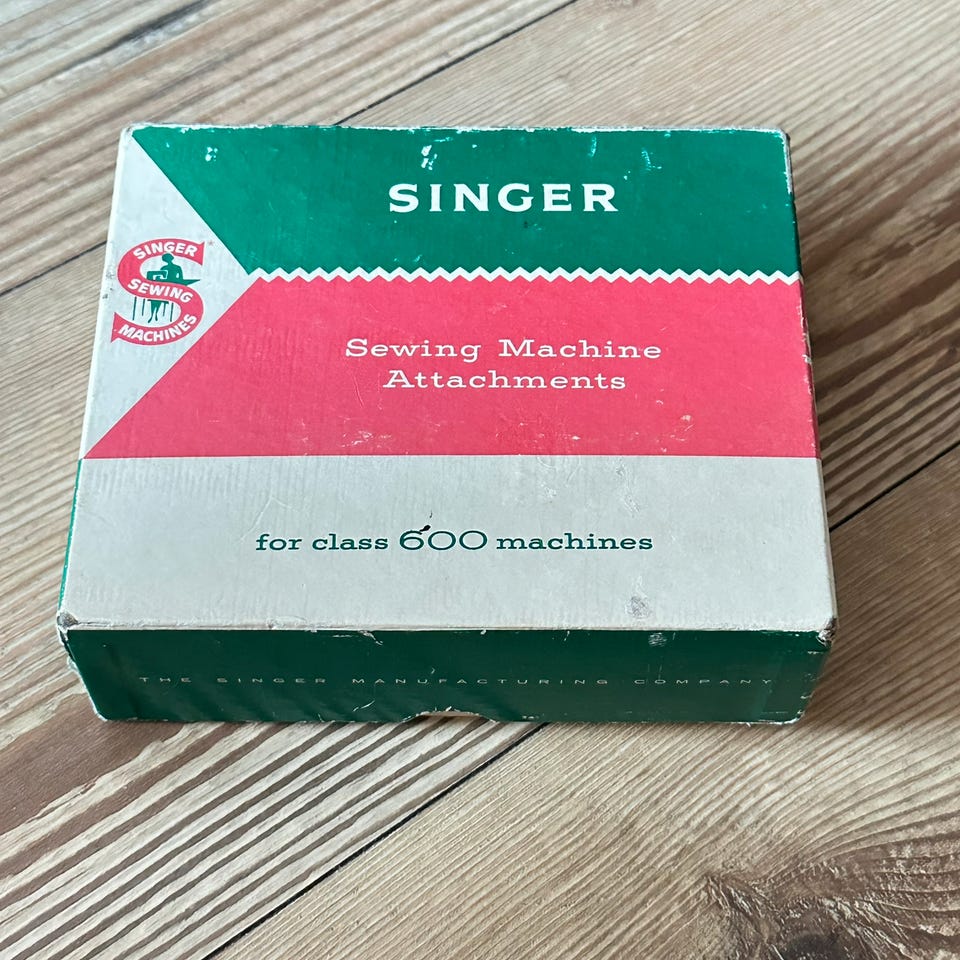 SINGER
SINGER
SEWING
MACHINES
Sewing Machine
Attachments
for class 600 machines
THE SINGER MANUFACTURING COMPANY